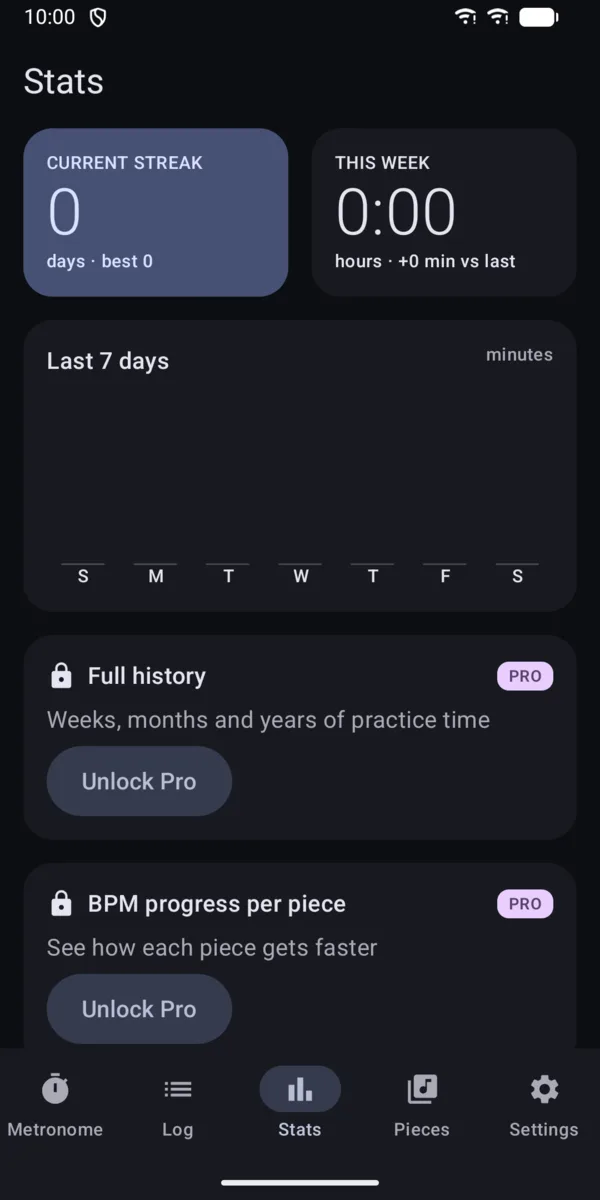 10:00
Stats
CURRENT STREAK
0
days · best 0
THIS WEEK
0:00
hours · +0 min vs last
Last 7 days
minutes
S M T W T F S
Full history
PRO
Weeks, months and years of practice time
Unlock Pro
BPM progress per piece
PRO
See how each piece gets faster
Unlock Pro
Metronome Log Stats Pieces Settings